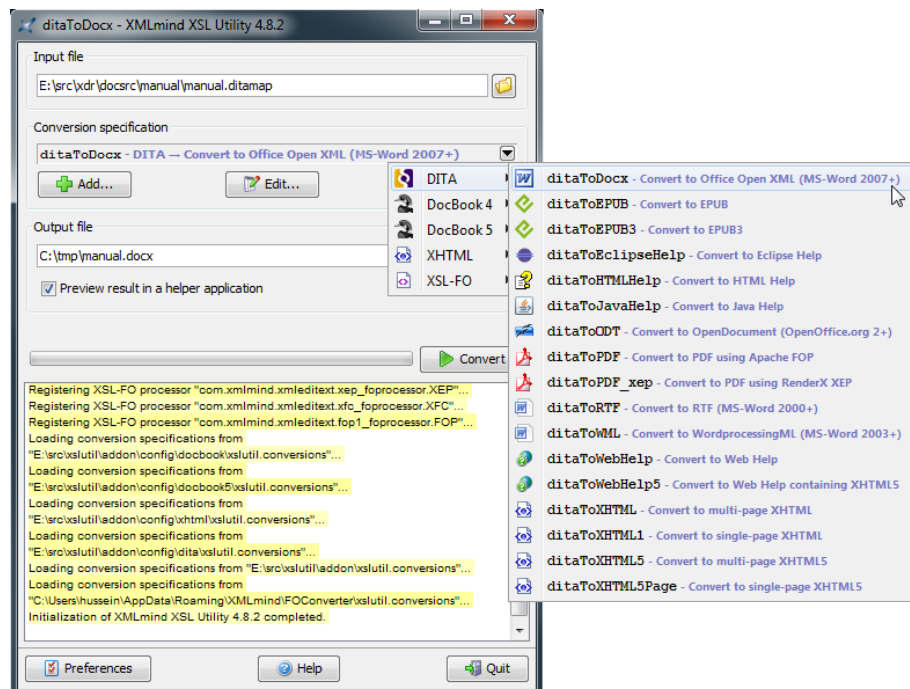 ditaToDocx - XMLmind XSL Utility 4.8.2
Input file
E:\src\xdr\docsrc\manual\manual.ditamap
Conversion specification
ditaToDocx - DITA → Convert to Office Open XML (MS-Word 2007+)
Add...
Edit...
Output file
C:\tmp\manual.docx
Preview result in a helper application
Convert
DITA
DocBook 4
DocBook 5
XHTML
XSL-FO
ditaToDocx - Convert to Office Open XML (MS-Word 2007+)
ditaToEPUB - Convert to EPUB
ditaToEPUB3 - Convert to EPUB3
ditaToEclipseHelp - Convert to Eclipse Help
ditaToHTMLHelp - Convert to HTML Help
ditaToJavaHelp - Convert to Java Help
ditaToODT - Convert to OpenDocument (OpenOffice.org 2+)
ditaToPDF - Convert to PDF using Apache FOP
ditaToPDF_xep - Convert to PDF using RenderX XEP
ditaToRTF - Convert to RTF (MS-Word 2000+)
ditaToWML - Convert to WordprocessingML (MS-Word 2003+)
ditaToWebHelp - Convert to Web Help
ditaToWebHelp5 - Convert to Web Help containing XHTML5
ditaToXHTML - Convert to multi-page XHTML
ditaToXHTML1 - Convert to single-page XHTML
ditaToXHTML5 - Convert to multi-page XHTML5
ditaToXHTML5Page - Convert to single-page XHTML5
Registering XSL-FO processor "com.xmlmind.xmleditext.xep_foprocessor.XEP"...
Registering XSL-FO processor "com.xmlmind.xmleditext.xfc_foprocessor.XFC"...
Registering XSL-FO processor "com.xmlmind.xmleditext.fop1_foprocessor.FOP"...
Loading conversion specifications from
"E:\src\xslutil\addon\config\docbook\xslutil.conversions"...
Loading conversion specifications from
"E:\src\xslutil\addon\config\docbook5\xslutil.conversions"...
Loading conversion specifications from
"E:\src\xslutil\addon\config\xhtml\xslutil.conversions"...
Loading conversion specifications from
"E:\src\xslutil\addon\config\dita\xslutil.conversions"...
Loading conversion specifications from "E:\src\xslutil\addon\xslutil.conversions"...
Loading conversion specifications from
"C:\Users\hussein\AppData\Roaming\XMLmind\FOConverter\xslutil.conversions"...
Initialization of XMLmind XSL Utility 4.8.2 completed.
Preferences
Help
Quit